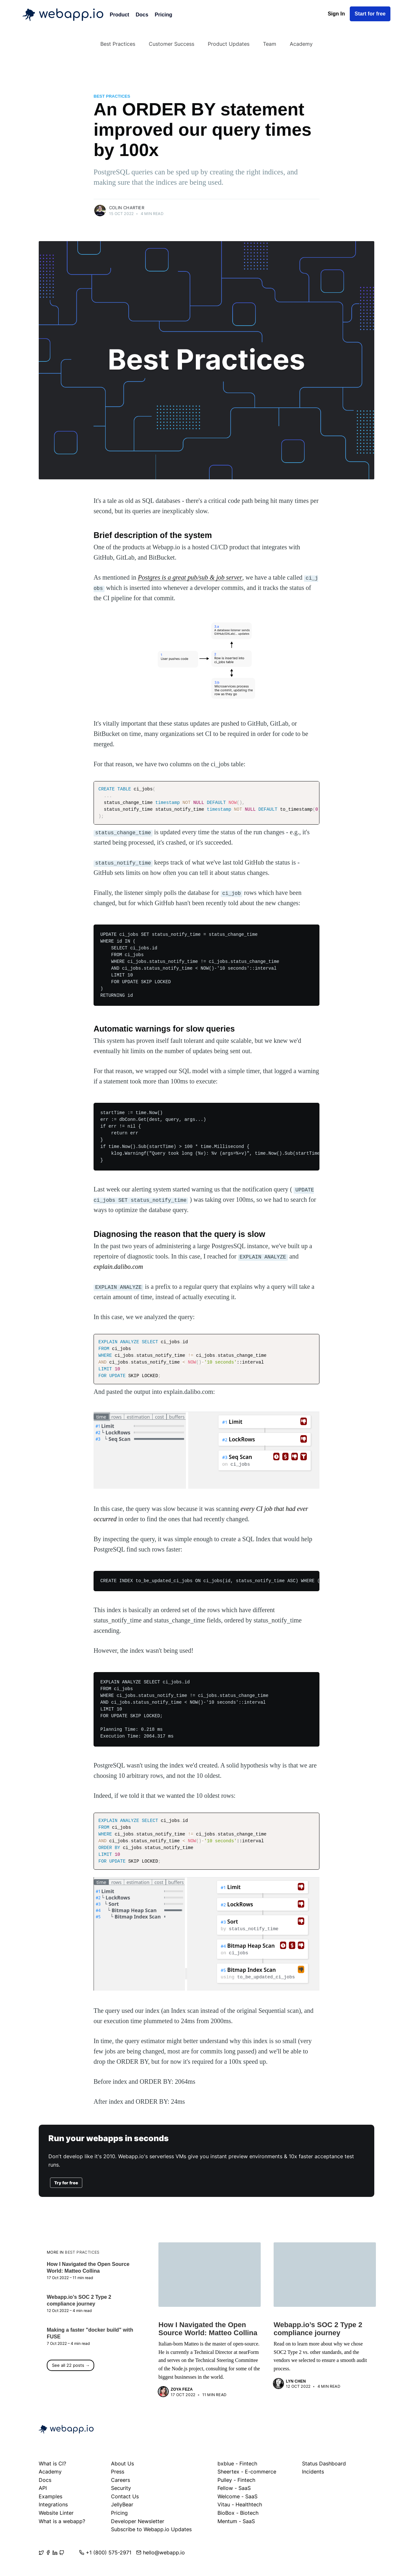 webapp.io
Product Docs Pricing
Sign In Start for free
Best Practices Customer Success Product Updates Team Academy
BEST PRACTICES
An ORDER BY statement
improved our query times
by 100x
PostgreSQL queries can be sped up by creating the right indices, and
making sure that the indices are being used.
COLIN CHARTIER
12 OCT 2022 • 4 MIN READ
Best Practices
It's a tale as old as SQL databases - there's a critical code path being hit many times per
second, but its queries are inexplicably slow.
Brief description of the system
One of the products at Webapp.io is a hosted CI/CD product that integrates with
GitHub, GitLab, and BitBucket.
As mentioned in Postgres is a great pub/sub & job server, we have a table called ci_j
obs which is inserted into whenever a developer commits, and it tracks the status of
the CI pipeline for that commit.
User pushes code
Row is inserted into
ci_jobs table
It's vitally important that these status updates are pushed to GitHub, GitLab, or
BitBucket on time, many organizations set CI to be required in order for code to be
merged.
For that reason, we have two columns on the ci_jobs table:
CREATE TABLE ci_jobs(
status_change_time timestamp NOT NULL DEFAULT NOW(),
status_notify_time status_notify_time timestamp NOT NULL DEFAULT to_timestamp(0
);
status_change_time is updated every time the status of the run changes - e.g., it's
started being processed, it's crashed, or it's succeeded.
status_notify_time keeps track of what we've last told GitHub the status is -
GitHub sets limits on how often you can tell it about status changes.
Finally, the listener simply polls the database for ci_job rows which have been
changed, but for which GitHub hasn't been recently told about the new changes:
UPDATE ci_jobs SET status_notify_time = status_change_time
WHERE id IN (
SELECT ci_jobs.id
FROM ci_jobs
WHERE ci_jobs.status_notify_time != ci_jobs.status_change_time
AND ci_jobs.status_notify_time < NOW()-'10 seconds'::interval
LIMIT 10
FOR UPDATE SKIP LOCKED
)
RETURNING id
Automatic warnings for slow queries
This system has proven itself fault tolerant and quite scalable, but we knew we'd
eventually hit limits on the number of updates being sent out.
For that reason, we wrapped our SQL model with a simple timer, that logged a warning
if a statement took more than 100ms to execute:
startTime := time.Now()
err := dbConn.Get(dest, query, args...)
if err != nil {
return err
}
if time.Now().Sub(startTime) > 100 * time.Millisecond {
klog.Warningf("Query took long (%v): %v (args=%+v)", time.Now().Sub(startTime
}
Last week our alerting system started warning us that the notification query ( UPDATE
ci_jobs SET status_notify_time ) was taking over 100ms, so we had to search for
ways to optimize the database query.
Diagnosing the reason that the query is slow
In the past two years of administering a large PostgreSQL instance, we've built up a
repertoire of diagnostic tools. In this case, I reached for EXPLAIN ANALYZE and
explain.dalibo.com
EXPLAIN ANALYZE is a prefix to a regular query that explains why a query will take a
certain amount of time, instead of actually executing it.
In this case, we we analyzed the query:
EXPLAIN ANALYZE SELECT ci_jobs.id
FROM ci_jobs
WHERE ci_jobs.status_notify_time != ci_jobs.status_change_time
AND ci_jobs.status_notify_time < NOW()-'10 seconds'::interval
LIMIT 10
FOR UPDATE SKIP LOCKED;
And pasted the output into explain.dalibo.com:
time rows estimation cost buffers
#1 Limit
#2 └ LockRows
#3 └ Seq Scan
#1 Limit
#2 LockRows
#3 Seq Scan
on ci_jobs
In this case, the query was slow because it was scanning every CI job that had ever
occurred in order to find the ones that had recently changed.
By inspecting the query, it was simple enough to create a SQL Index that would help
PostgreSQL find such rows faster:
CREATE INDEX to_be_updated_ci_jobs ON ci_jobs(id, status_notify_time ASC) WHERE (
This index is basically an ordered set of the rows which have different
status_notify_time and status_change_time fields, ordered by status_notify_time
ascending.
However, the index wasn't being used!
EXPLAIN ANALYZE SELECT ci_jobs.id
FROM ci_jobs
WHERE ci_jobs.status_notify_time != ci_jobs.status_change_time
AND ci_jobs.status_notify_time < NOW()-'10 seconds'::interval
LIMIT 10
FOR UPDATE SKIP LOCKED;
Planning Time: 0.218 ms
Execution Time: 2064.317 ms
PostgreSQL wasn't using the index we'd created. A solid hypothesis why is that we are
choosing 10 arbitrary rows, and not the 10 oldest.
Indeed, if we told it that we wanted the 10 oldest rows:
EXPLAIN ANALYZE SELECT ci_jobs.id
FROM ci_jobs
WHERE ci_jobs.status_notify_time != ci_jobs.status_change_time
AND ci_jobs.status_notify_time < NOW()-'10 seconds'::interval
ORDER BY ci_jobs.status_notify_time
LIMIT 10
FOR UPDATE SKIP LOCKED;
time rows estimation cost buffers
#1 Limit
#2 └ LockRows
#3 └ Sort
#4 └ Bitmap Heap Scan
#5 └ Bitmap Index Scan
#1 Limit
#2 LockRows
#3 Sort
by status_notify_time
#4 Bitmap Heap Scan
on ci_jobs
#5 Bitmap Index Scan
using to_be_updated_ci_jobs
The query used our index (an Index scan instead of the original Sequential Scan), and
our execution time plummeted to 24ms from 2000ms.
In time, the query estimator might better understand why this index is so small (very
few jobs are being changed, most are for commits long passed) and we'll be able to
drop the ORDER BY, but for now it's required for a 100x speed up.
Before index and ORDER BY: 2064ms
After index and ORDER BY: 24ms
Run your webapps in seconds
Don't develop like it's 2010. Webapp.io's serverless VMs give you instant preview environments & 10x faster acceptance test
runs.
Try for free
MORE IN BEST PRACTICES
How I Navigated the Open Source
World: Matteo Collina
17 Oct 2022 – 11 min read
Webapp.io's SOC 2 Type 2
compliance journey
12 Oct 2022 – 4 min read
Making a faster "docker build" with
FUSE
7 Oct 2022 – 4 min read
See all 22 posts →
How I Navigated the Open
Source World: Matteo Collina
Italian-born Matteo is the master of open-source.
He is currently a Technical Director at nearForm
and serves on the Technical Steering Committee
of the Node.js project, consulting for some of the
biggest businesses in the world.
ZOYA FEZA
17 OCT 2022 • 11 MIN READ
Webapp.io's SOC 2 Type 2
compliance journey
Read on to learn more about why we chose
SOC2 Type 2 vs. other standards, and the
vendors we selected to ensure a smooth audit
process.
LYN CHEN
12 OCT 2022 • 4 MIN READ
webapp.io
What is CI?
Academy
Docs
API
Examples
Integrations
Website Linter
What is a webapp?
About Us
Press
Careers
Security
Contact Us
JellyBear
Pricing
Developer Newsletter
Subscribe to Webapp.io Updates
bxblue - Fintech
Sheertex - E-commerce
Pulley - Fintech
Fellow - SaaS
Welcome - SaaS
Vitau - Healthtech
BioBox - Biotech
Mentum - SaaS
Status Dashboard
Incidents
+1 (800) 575-2971 hello@webapp.io